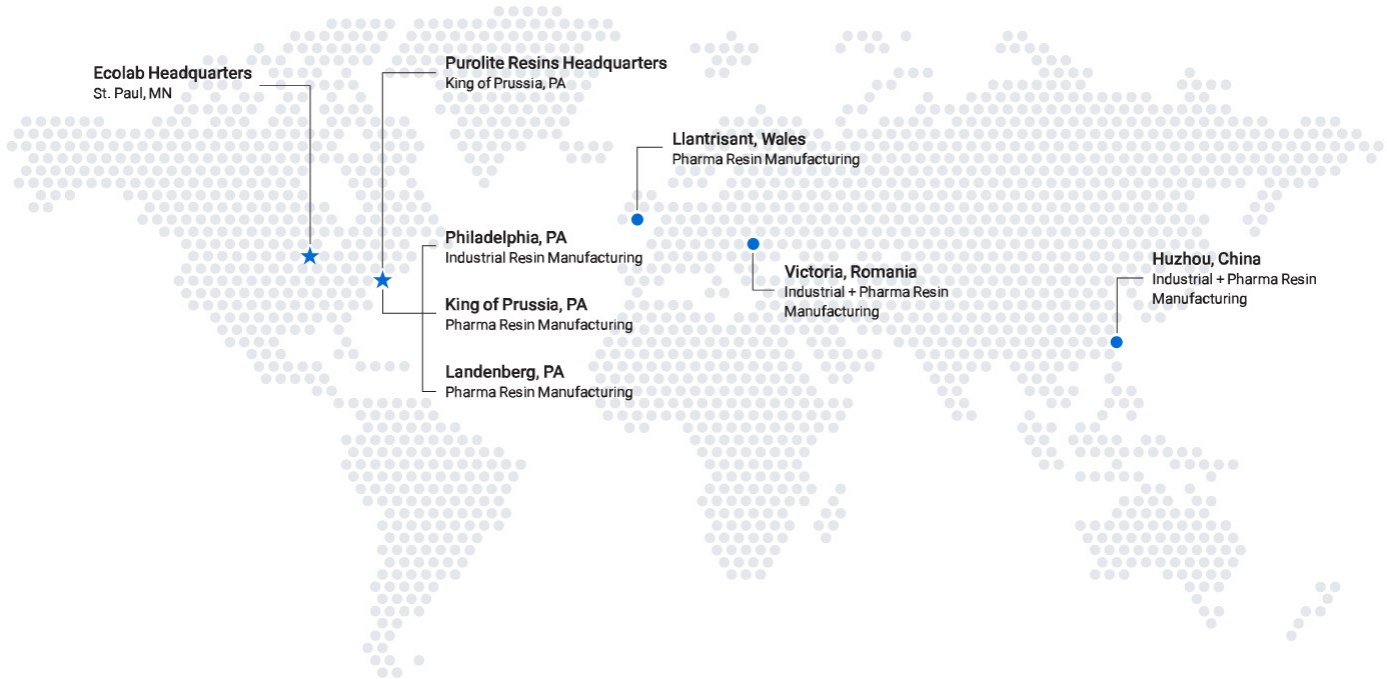 Ecolab Headquarters
St. Paul, MN
Purolite Resins Headquarters
King of Prussia, PA
Llantrisant, Wales
Pharma Resin Manufacturing
Philadelphia, PA
Industrial Resin Manufacturing
King of Prussia, PA
Pharma Resin Manufacturing
Landenberg, PA
Pharma Resin Manufacturing
Victoria, Romania
Industrial + Pharma Resin
Manufacturing
Huzhou, China
Industrial + Pharma Resin
Manufacturing